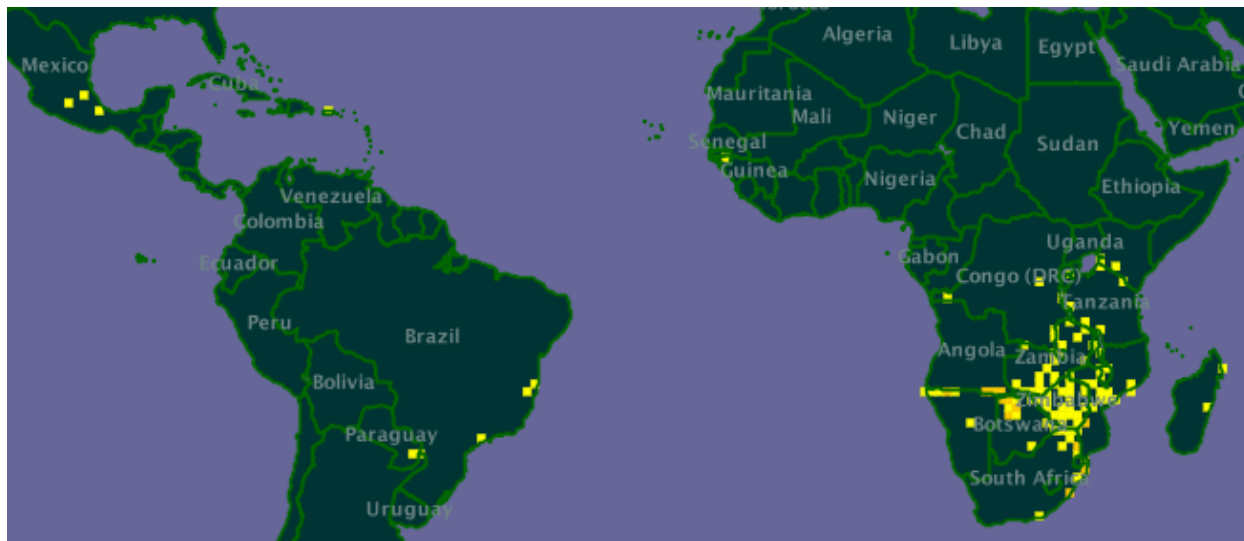 Morocco
Algeria
Libya
Egypt
Saudi Arabia
Mexico
Cuba
Mauritania
Mali
Niger
Chad
Sudan
Yemen
Senegal
Guinea
Nigeria
Ethiopia
Venezuela
Colombia
Ecuador
Gabon
Uganda
Congo (DRC)
Tanzania
Peru
Brazil
Angola
Zambia
Bolivia
Zimbabwe
Paraguay
Botswana
South Africa
Uruguay